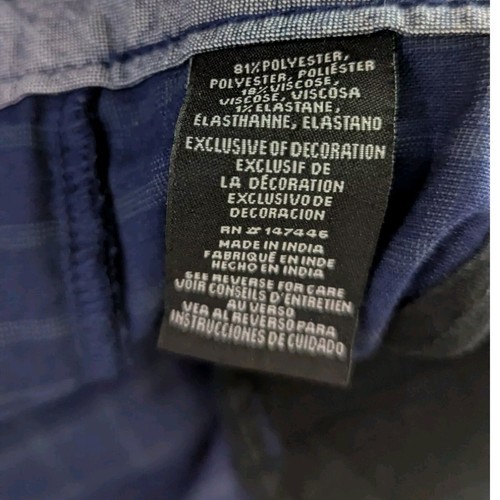 81%POLYESTER,
POLYESTER, POLIÉSTER
18%VISCOSE,
VISCOSE, VISCOSA
1%ELASTANE,
ÉLASTHANNE, ELASTANO
EXCLUSIVE OF DECORATION
EXCLUSIF DE
LA DÉCORATION
EXCLUSIVO DE
DECORACION
RN # 147446
MADE IN INDIA
FABRIQUÉ EN INDE
HECHO EN INDIA
SEE REVERSE FOR CARE
VOIR CONSEILS D'ENTRETIEN
AU VERSO
VEA AL REVERSO PARA
INSTRUCCIONES DE CUIDADO